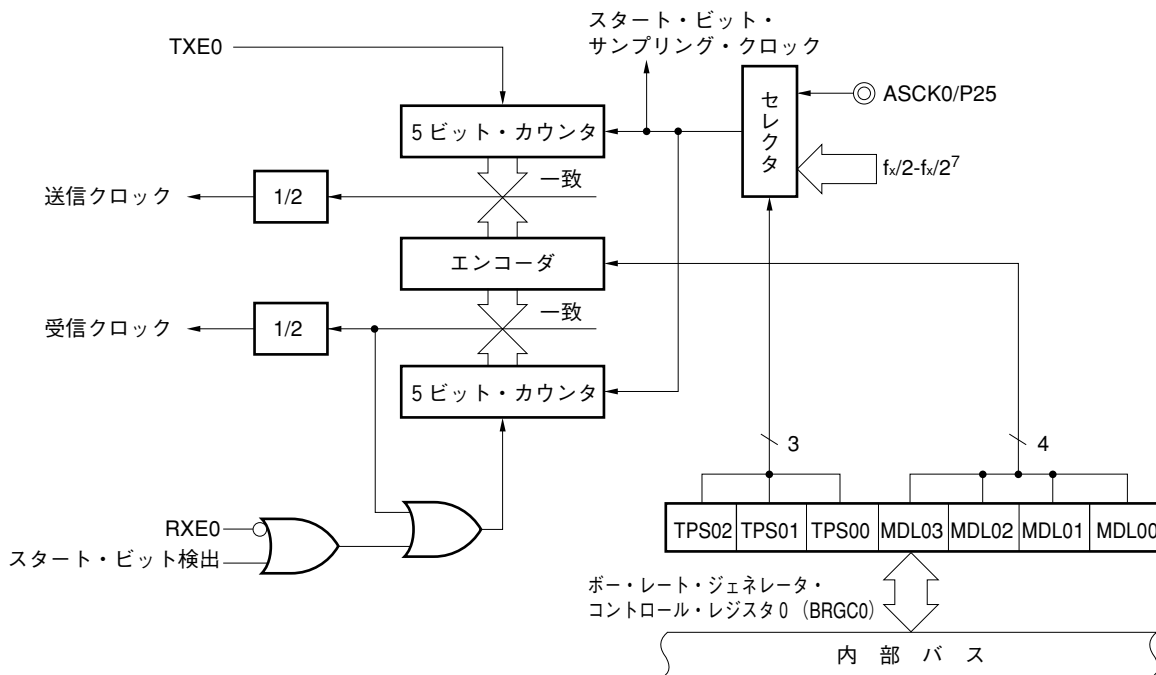 スタート・ビット・
サンプリング・クロック
TXE0
セレクタ
ASCK0/P25
5ビット・カウンタ
fx/2-fx/2⁷
一致
送信クロック
1/2
エンコーダ
一致
受信クロック
1/2
5ビット・カウンタ
3
4
RXE0
スタート・ビット検出
TPS02 TPS01 TPS00 MDL03 MDL02 MDL01 MDL00
ボー・レート・ジェネレータ・
コントロール・レジスタ0（BRGC0）
内 部 バ ス